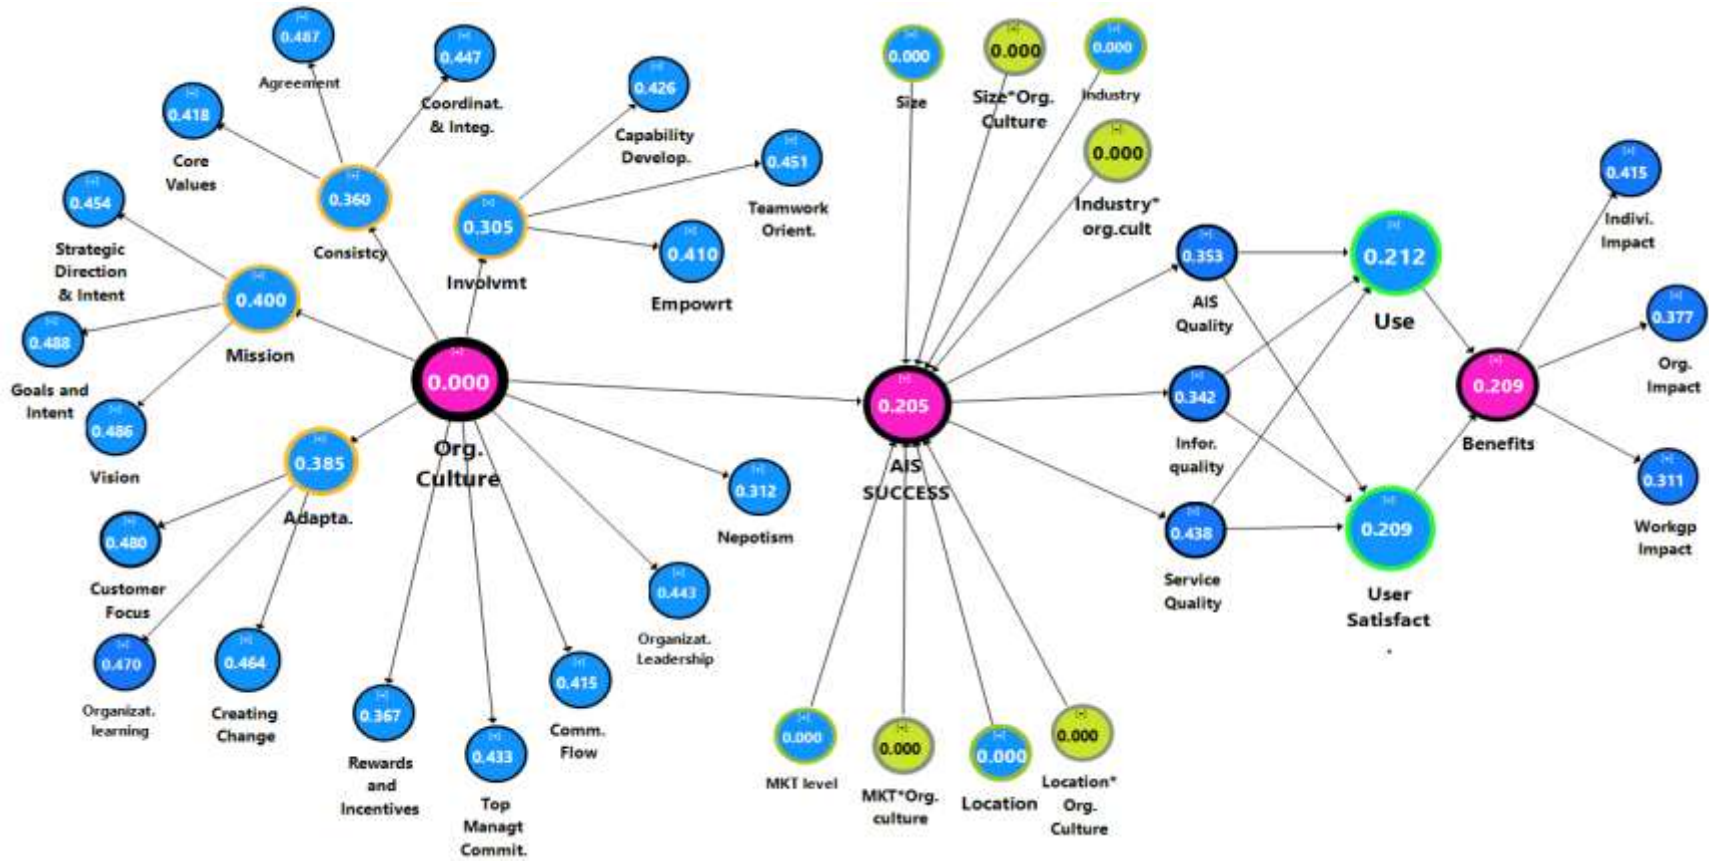 [+]
0.487
Agreement
[+]
0.447
Coordinat.
& Integ.
[+]
0.418
Core
Values
[+]
0.360
Consistcy
[+]
0.426
Capability
Develop.
[+]
0.451
Teamwork
Orient.
[+]
0.305
Involvmt
[+]
0.410
Empowrt
[+]
0.454
Strategic
Direction
& Intent
[+]
0.400
Mission
[+]
0.488
Goals and
Intent
[+]
0.486
Vision
[+]
0.000
Org.
Culture
[+]
0.385
Adapta.
[+]
0.480
Customer
Focus
[+]
0.470
Organizat.
learning
[+]
0.464
Creating
Change
[+]
0.367
Rewards
and
Incentives
[+]
0.433
Top
Managt
Commit.
[+]
0.415
Comm.
Flow
[+]
0.443
Organizat.
Leadership
[+]
0.312
Nepotism
[+]
0.000
Size
[+]
0.000
Size*Org.
Culture
[+]
0.000
Industry
[+]
0.000
Industry*
org.cult
[+]
0.205
AIS
SUCCESS
[+]
0.000
MKT level
[+]
0.000
MKT*Org.
culture
[+]
0.000
Location
[+]
0.000
Location*
Org.
Culture
[+]
0.353
AIS
Quality
[+]
0.342
Infor.
quality
[+]
0.438
Service
Quality
[+]
0.212
Use
[+]
0.209
User
Satisfact
.
[+]
0.209
Benefits
[+]
0.415
Indivi.
Impact
[+]
0.377
Org.
Impact
[+]
0.311
Workgp
Impact